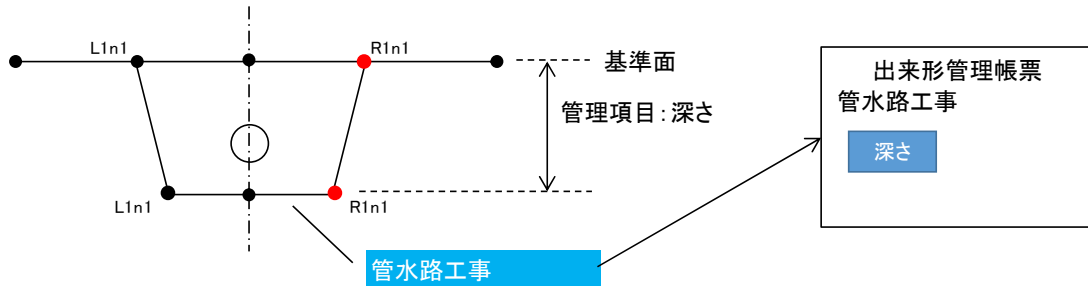 L1n1
R1n1
基準面
管理項目：深さ
L1n1
R1n1
管水路工事
出来形管理帳票
管水路工事
深さ